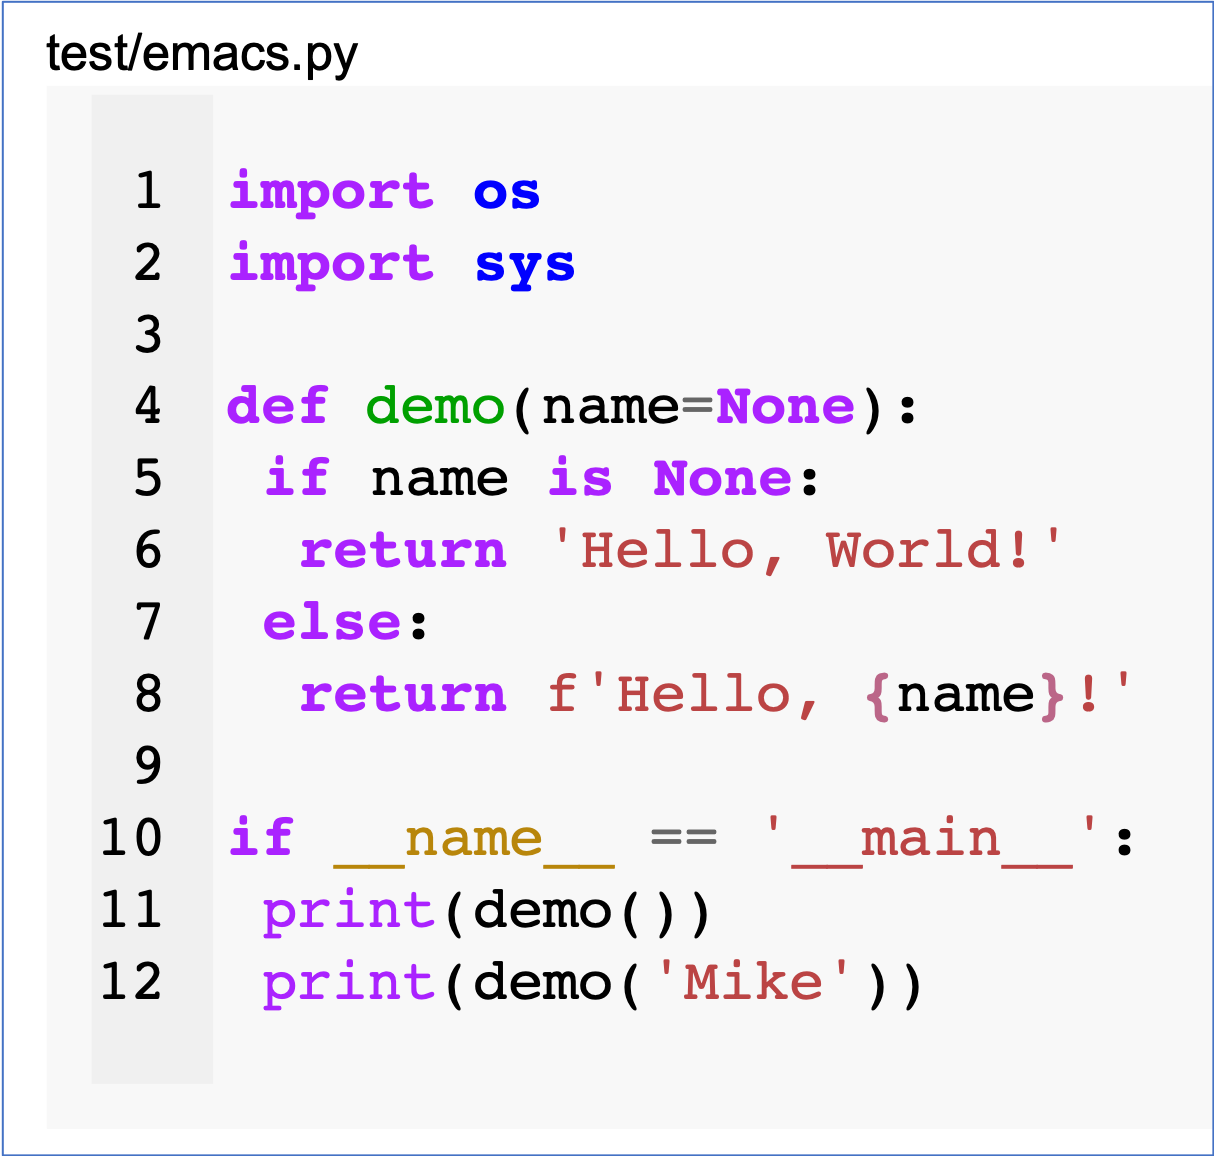 test/emacs.py
1 import os
2 import sys
3
4 def demo(name=None):
5  if name is None:
6   return 'Hello, World!'
7  else:
8   return f'Hello, {name}!'
9
10 if __name__ == '__main__':
11  print(demo())
12  print(demo('Mike'))